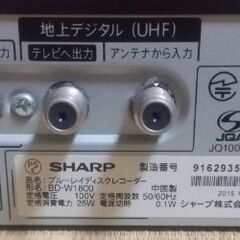 地上デジタル (UHF)
テレビへ出力 アンテナから入力
JQA
JQ100
PS
E
SHARP 製造番号 9162935
品名:ブルーレイディスクレコーダー
形名:BD-W1800 中国製
定格電圧 100V 定格周波数 50/60Hz
定格消費電力 25W 電源切時 0.1W シャープ株
2015